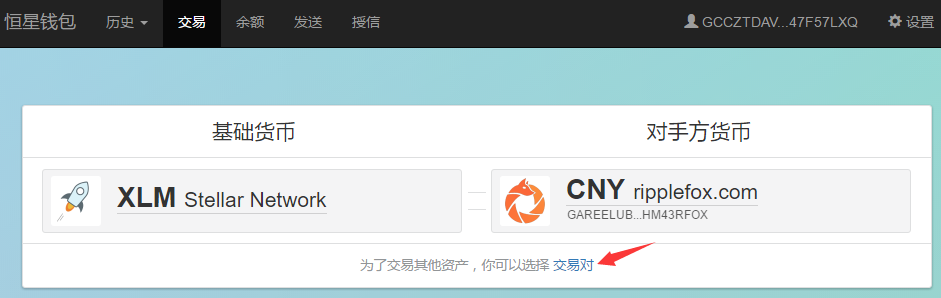 恒星钱包 历史 交易 余额 发送 授信 GCCZTDAV...47F57LXQ 设置
基础货币 对手方货币
XLM Stellar Network CNY ripplefox.com
GAREELUB...HM43RFOX
为了交易其他资产，你可以选择 交易对